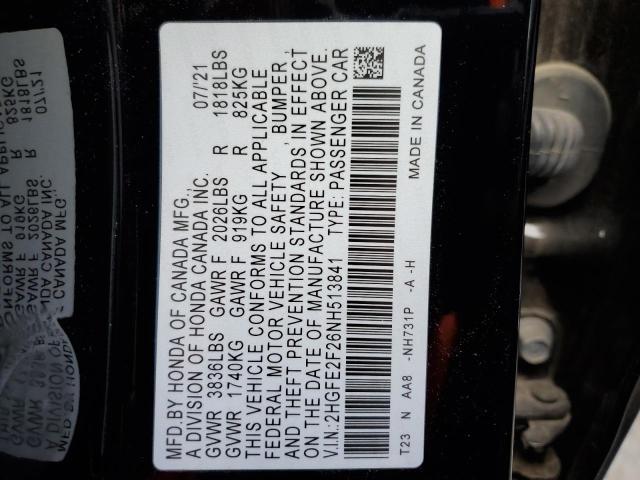 MFD.BY HONDA OF CANADA MFG., 07/21
A DIVISION OF HONDA CANADA INC.
GVWR 3836LBS GAWR F 2026LBS R 1818LBS
GVWR 1740KG GAWR F 919KG R 825KG
THIS VEHICLE CONFORMS TO ALL APPLICABLE
FEDERAL MOTOR VEHICLE SAFETY , BUMPER ,
AND THEFT PREVENTION STANDARDS IN EFFECT
ON THE DATE OF MANUFACTURE SHOWN ABOVE.
V.I.N.:2HGFE2F26NH513841 TYPE: PASSENGER CAR
T23 N AA8 -NH731P -A -H
MADE IN CANADA